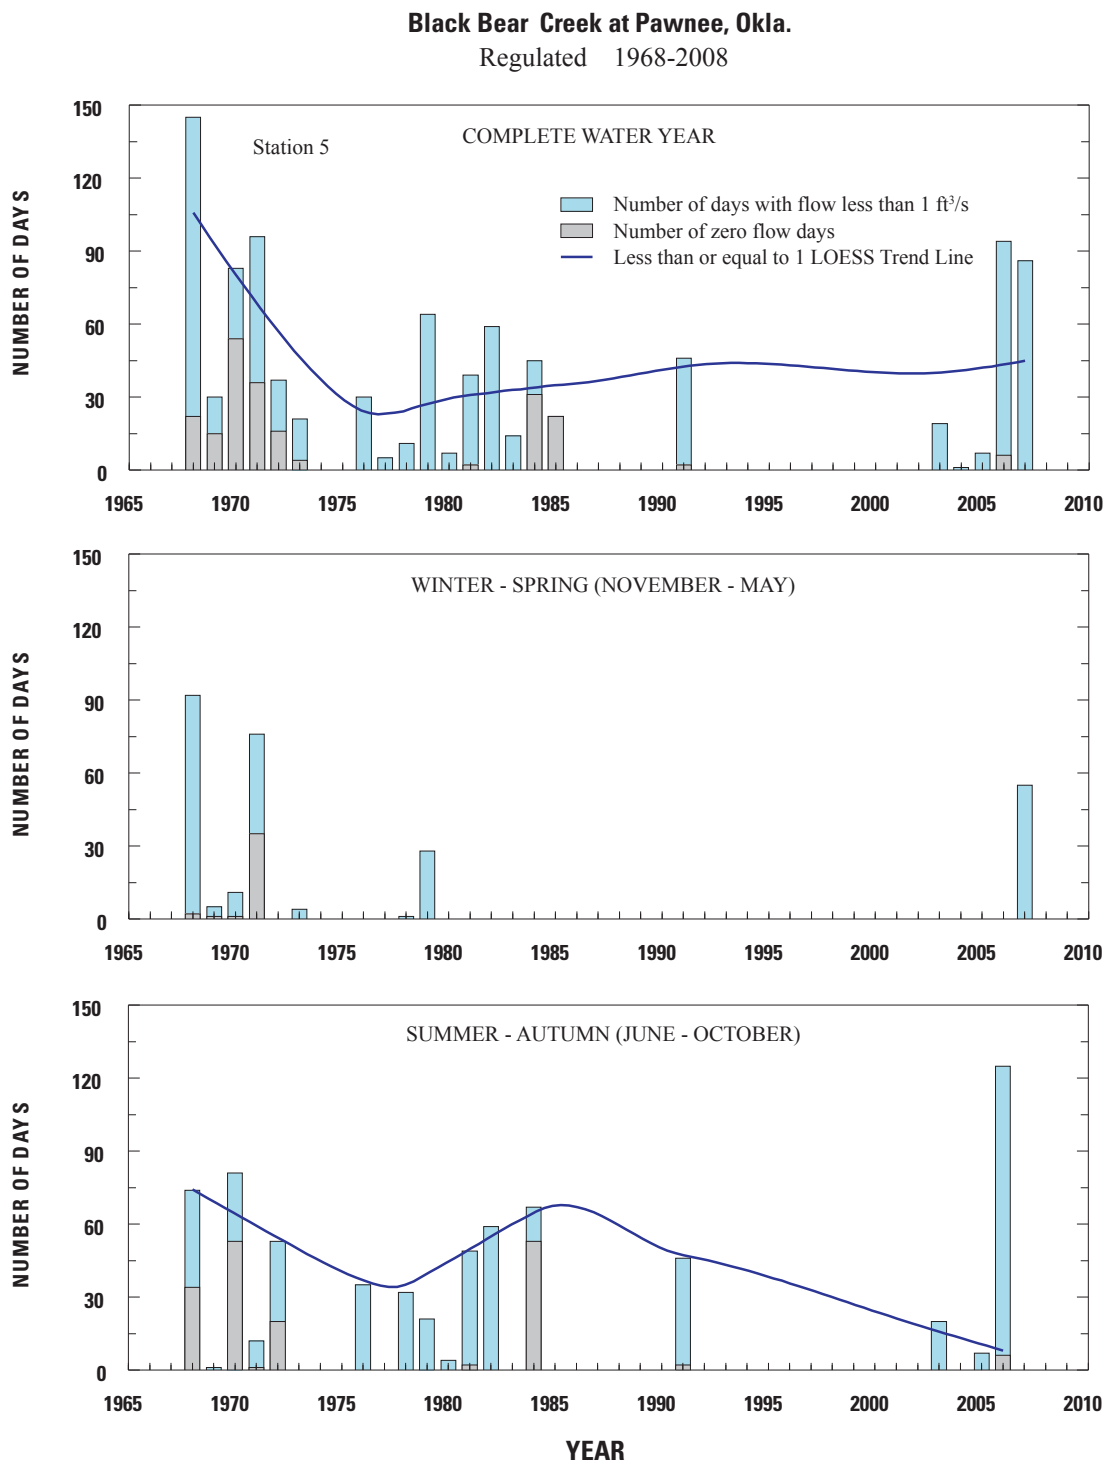 Black Bear Creek at Pawnee, Okla.
Regulated 1968-2008
NUMBER OF DAYS
150
120
90
60
30
0
Station 5
COMPLETE WATER YEAR
Number of days with flow less than 1 ft³/s
Number of zero flow days
Less than or equal to 1 LOESS Trend Line
1965 1970 1975 1980 1985 1990 1995 2000 2005 2010
NUMBER OF DAYS
150
120
90
60
30
0
WINTER - SPRING (NOVEMBER - MAY)
1965 1970 1975 1980 1985 1990 1995 2000 2005 2010
NUMBER OF DAYS
150
120
90
60
30
0
SUMMER - AUTUMN (JUNE - OCTOBER)
1965 1970 1975 1980 1985 1990 1995 2000 2005 2010
YEAR